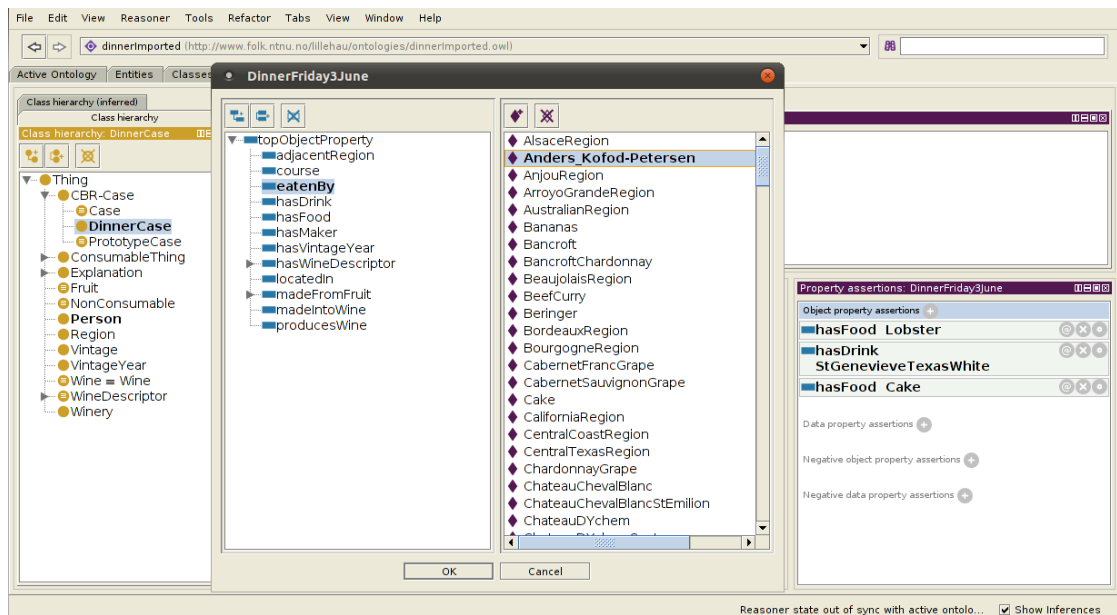 File Edit View Reasoner Tools Refactor Tabs View Window Help
dinnerImported (http://www.folk.ntnu.no/lillehau/ontologies/dinnerImported.owl)
Active Ontology Entities Classes
DinnerFriday3June
Class hierarchy (inferred)
Class hierarchy
Class hierarchy: DinnerCase
Thing
CBR-Case
Case
DinnerCase
PrototypeCase
ConsumableThing
Explanation
Fruit
NonConsumable
Person
Region
Vintage
VintageYear
Wine = Wine
WineDescriptor
Winery
topObjectProperty
adjacentRegion
course
eatenBy
hasDrink
hasFood
hasMaker
hasVintageYear
hasWineDescriptor
locatedIn
madeFromFruit
madeIntoWine
producesWine
AlsaceRegion
Anders_Kofod-Petersen
AnjouRegion
ArroyoGrandeRegion
AustralianRegion
Bananas
Bancroft
BancroftChardonnay
BeaujolaisRegion
BeefCurry
Beringer
BordeauxRegion
BourgogneRegion
CabernetFrancGrape
CabernetSauvignonGrape
Cake
CaliforniaRegion
CentralCoastRegion
CentralTexasRegion
ChardonnayGrape
ChateauChevalBlanc
ChateauChevalBlancStEmilion
ChateauDYchem
OK Cancel
Property assertions: DinnerFriday3June
Object property assertions
hasFood Lobster
hasDrink
StGenevieveTexasWhite
hasFood Cake
Data property assertions
Negative object property assertions
Negative data property assertions
Reasoner state out of sync with active ontolo... Show Inferences